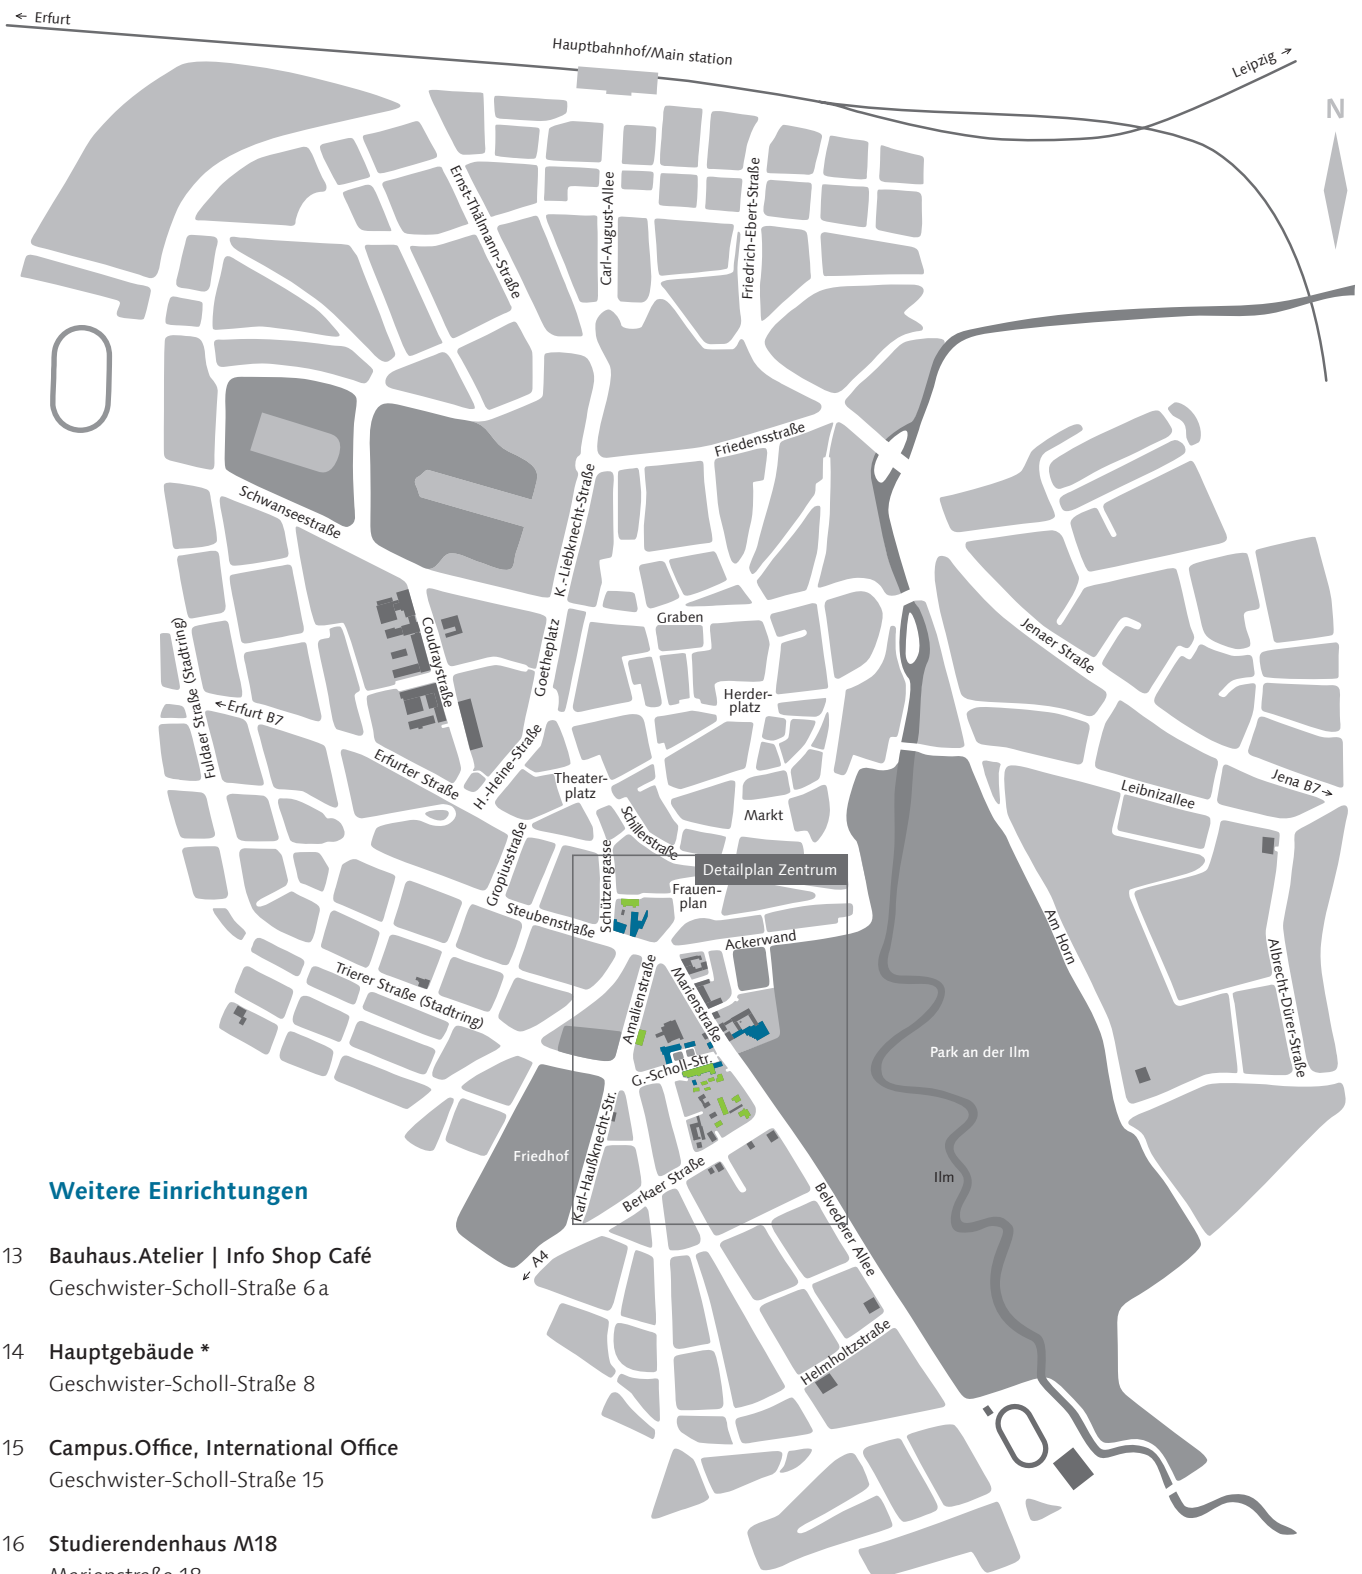 ← Erfurt
Hauptbahnhof/Main station
Leipzig →
N
Ernst-Thälmann-Straße
Carl-August-Allee
Friedrich-Ebert-Straße
Friedensstraße
Schwanseestraße
K.-Liebknecht-Straße
Graben
Goetheplatz
Coudraystraße
Jenaer Straße
Fuldaer Straße (Stadtring)
← Erfurt B7
Herder-
platz
Erfurter Straße
H.-Heine-Straße
Theater-
platz
Leibnizallee
Jena B7 →
Markt
Schillerstraße
Gropiusstraße
Schützengasse
Detailplan Zentrum
Frauen-
plan
Steubenstraße
Ackerwand
Am Horn
Albrecht-Dürer-Straße
Trierer Straße (Stadtring)
Amalienstraße
Marienstraße
Park an der Ilm
G.-Scholl-Str.
Karl-Haußknecht-Str.
Friedhof
Berkaer Straße
Ilm
Belvederer Allee
← A4
Helmholtzstraße
Weitere Einrichtungen
13 Bauhaus.Atelier | Info Shop Café
Geschwister-Scholl-Straße 6 a
14 Hauptgebäude *
Geschwister-Scholl-Straße 8
15 Campus.Office, International Office
Geschwister-Scholl-Straße 15
16 Studierendenhaus M18
Marienstraße 18